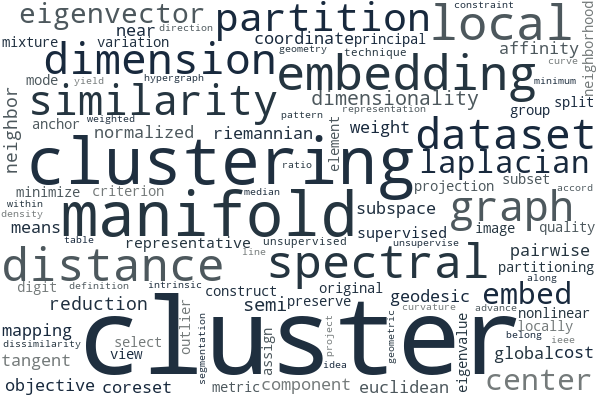 eigenvector partition local constraint
direction
near coordinate principal neighborhood
mixture variation geometry technique affinity
dimension embedding curve
mode yield hypergraph minimum
similarity dimensionality group split
representation
anchor weighted pattern
normalized riemannian element weight dataset
neighbor
clustering ratio laplacian
minimize criterion median projection subset accord
within manifold subspace graph
density
means supervised image quality
table representative unsupervised unsupervise pairwise
distance line spectral partitioning
digit definition intrinsic original along
construct geodesic embed
reduction semi preserve curvature advance nonlinear
mapping cluster locally
dissimilarity select outlier segmentation assign project geometric eigenvalue belong ieee
tangent view idea global cost
objective coreset metric component euclidean center